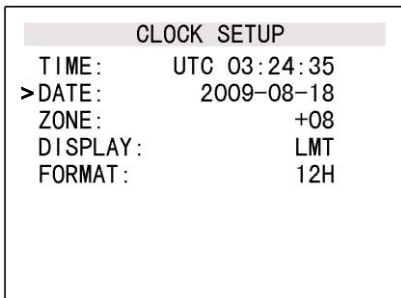 CLOCK SETUP
TIME: UTC 03:24:35
>DATE: 2009-08-18
ZONE: +08
DISPLAY: LMT
FORMAT: 12H